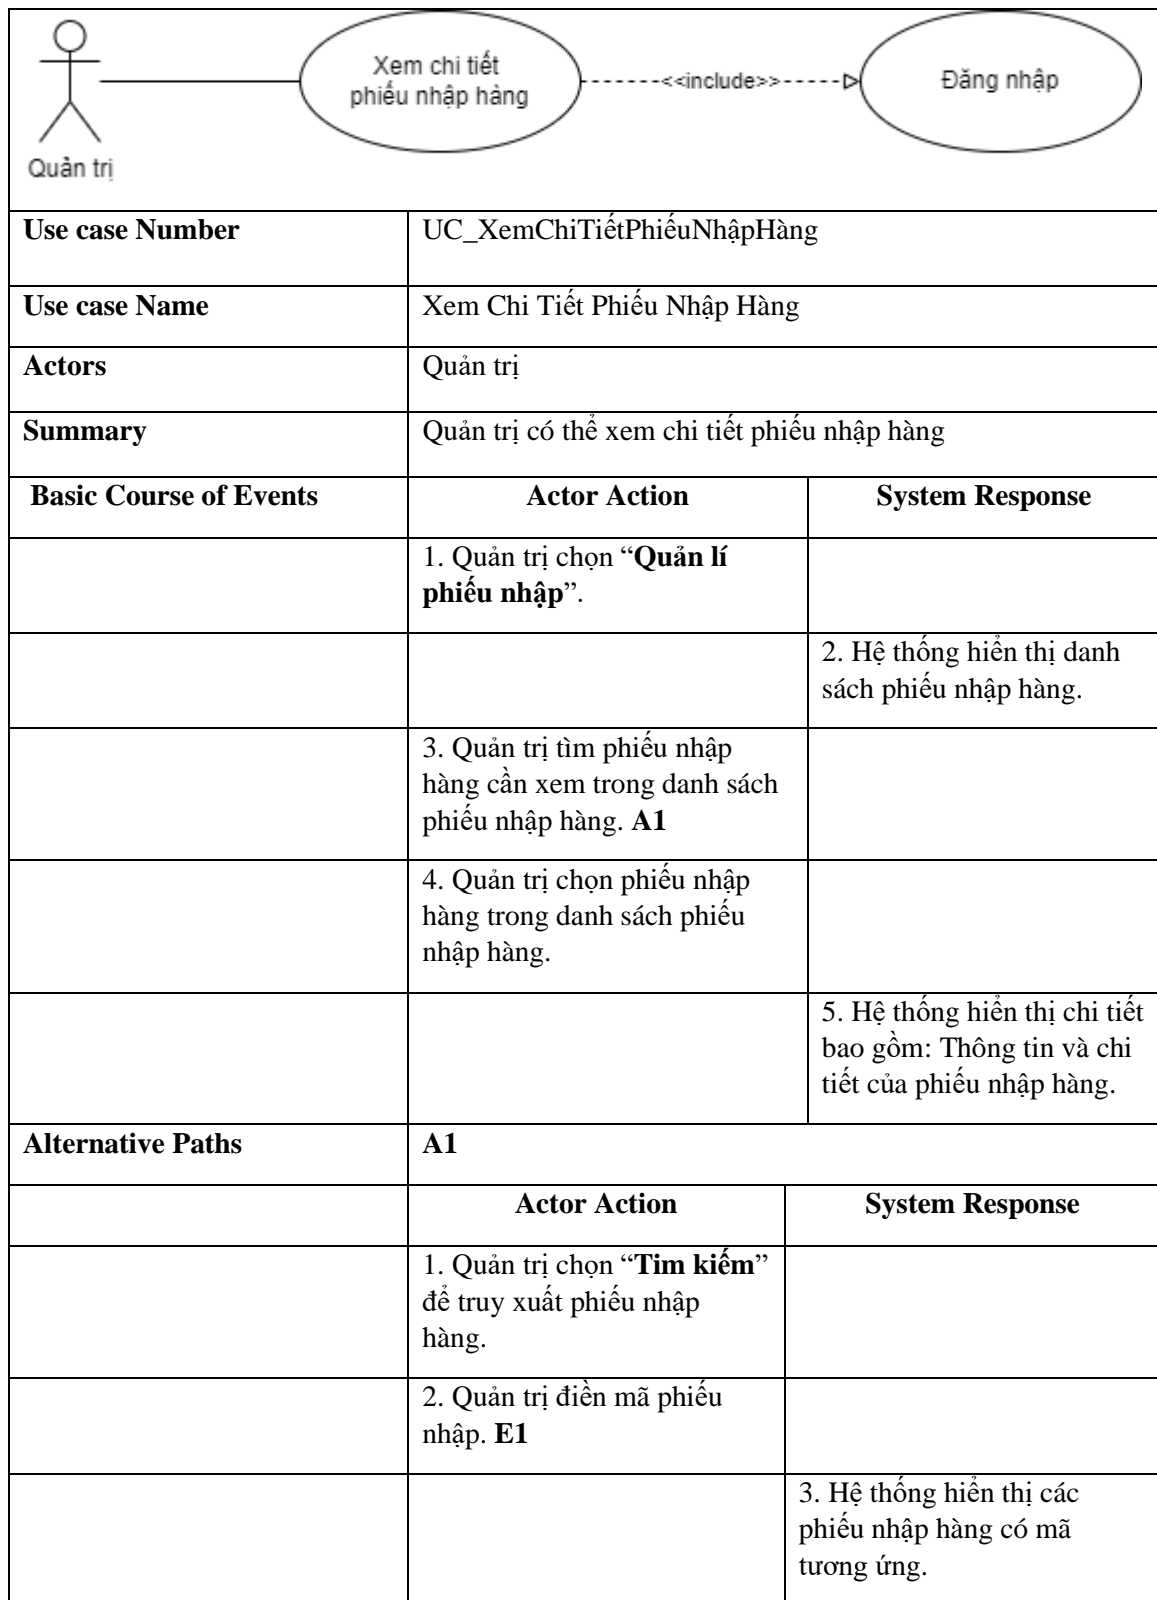 Xem chi tiết
phiếu nhập hàng
<<include>>
Đăng nhập
Quản trị
Use case Number
UC_XemChiTiếtPhiếuNhậpHàng
Use case Name
Xem Chi Tiết Phiếu Nhập Hàng
Actors
Quản trị
Summary
Quản trị có thể xem chi tiết phiếu nhập hàng
Basic Course of Events
Actor Action
System Response
1. Quản trị chọn “Quản lí
phiếu nhập”.
2. Hệ thống hiển thị danh
sách phiếu nhập hàng.
3. Quản trị tìm phiếu nhập
hàng cần xem trong danh sách
phiếu nhập hàng. A1
4. Quản trị chọn phiếu nhập
hàng trong danh sách phiếu
nhập hàng.
5. Hệ thống hiển thị chi tiết
bao gồm: Thông tin và chi
tiết của phiếu nhập hàng.
Alternative Paths
A1
Actor Action
System Response
1. Quản trị chọn “Tim kiếm”
để truy xuất phiếu nhập
hàng.
2. Quản trị điền mã phiếu
nhập. E1
3. Hệ thống hiển thị các
phiếu nhập hàng có mã
tương ứng.